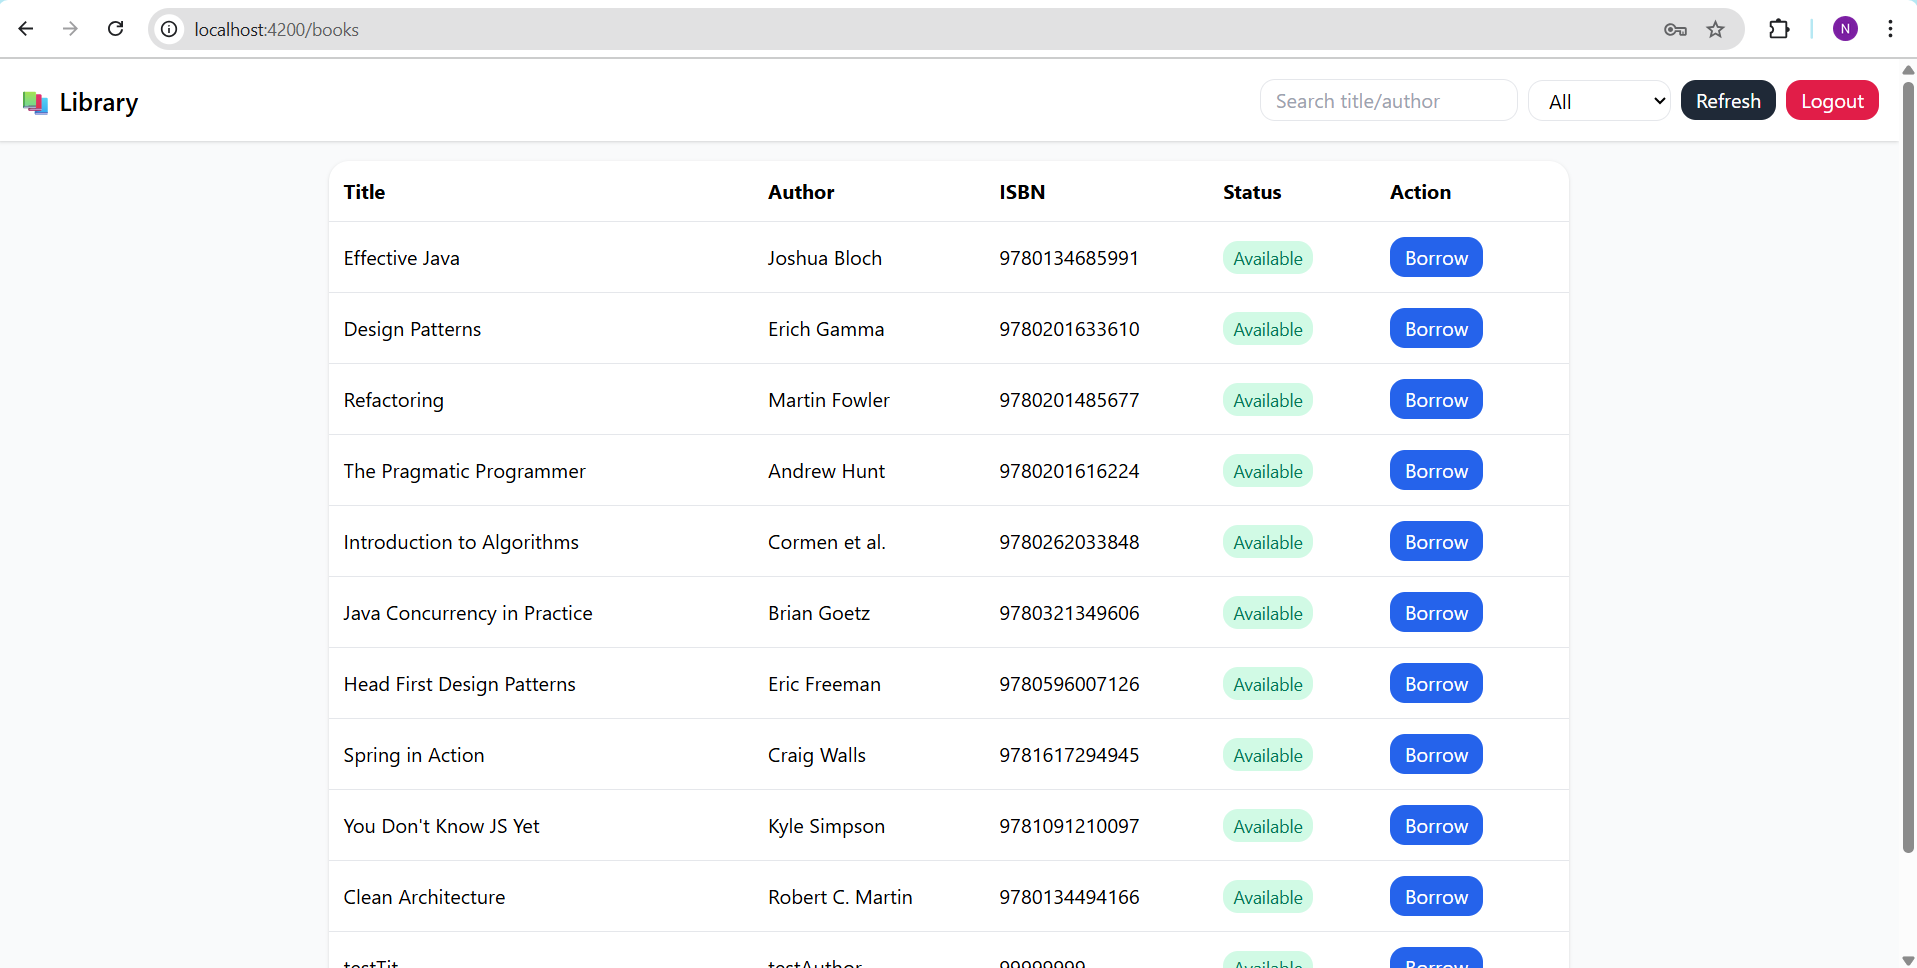 localhost:4200/books
N
Library
Search title/author
All
Refresh
Logout
Title Author ISBN Status Action
Effective Java Joshua Bloch 9780134685991 Available Borrow
Design Patterns Erich Gamma 9780201633610 Available Borrow
Refactoring Martin Fowler 9780201485677 Available Borrow
The Pragmatic Programmer Andrew Hunt 9780201616224 Available Borrow
Introduction to Algorithms Cormen et al. 9780262033848 Available Borrow
Java Concurrency in Practice Brian Goetz 9780321349606 Available Borrow
Head First Design Patterns Eric Freeman 9780596007126 Available Borrow
Spring in Action Craig Walls 9781617294945 Available Borrow
You Don't Know JS Yet Kyle Simpson 9781091210097 Available Borrow
Clean Architecture Robert C. Martin 9780134494166 Available Borrow
testTit testAuthor 99999999 Available Borrow